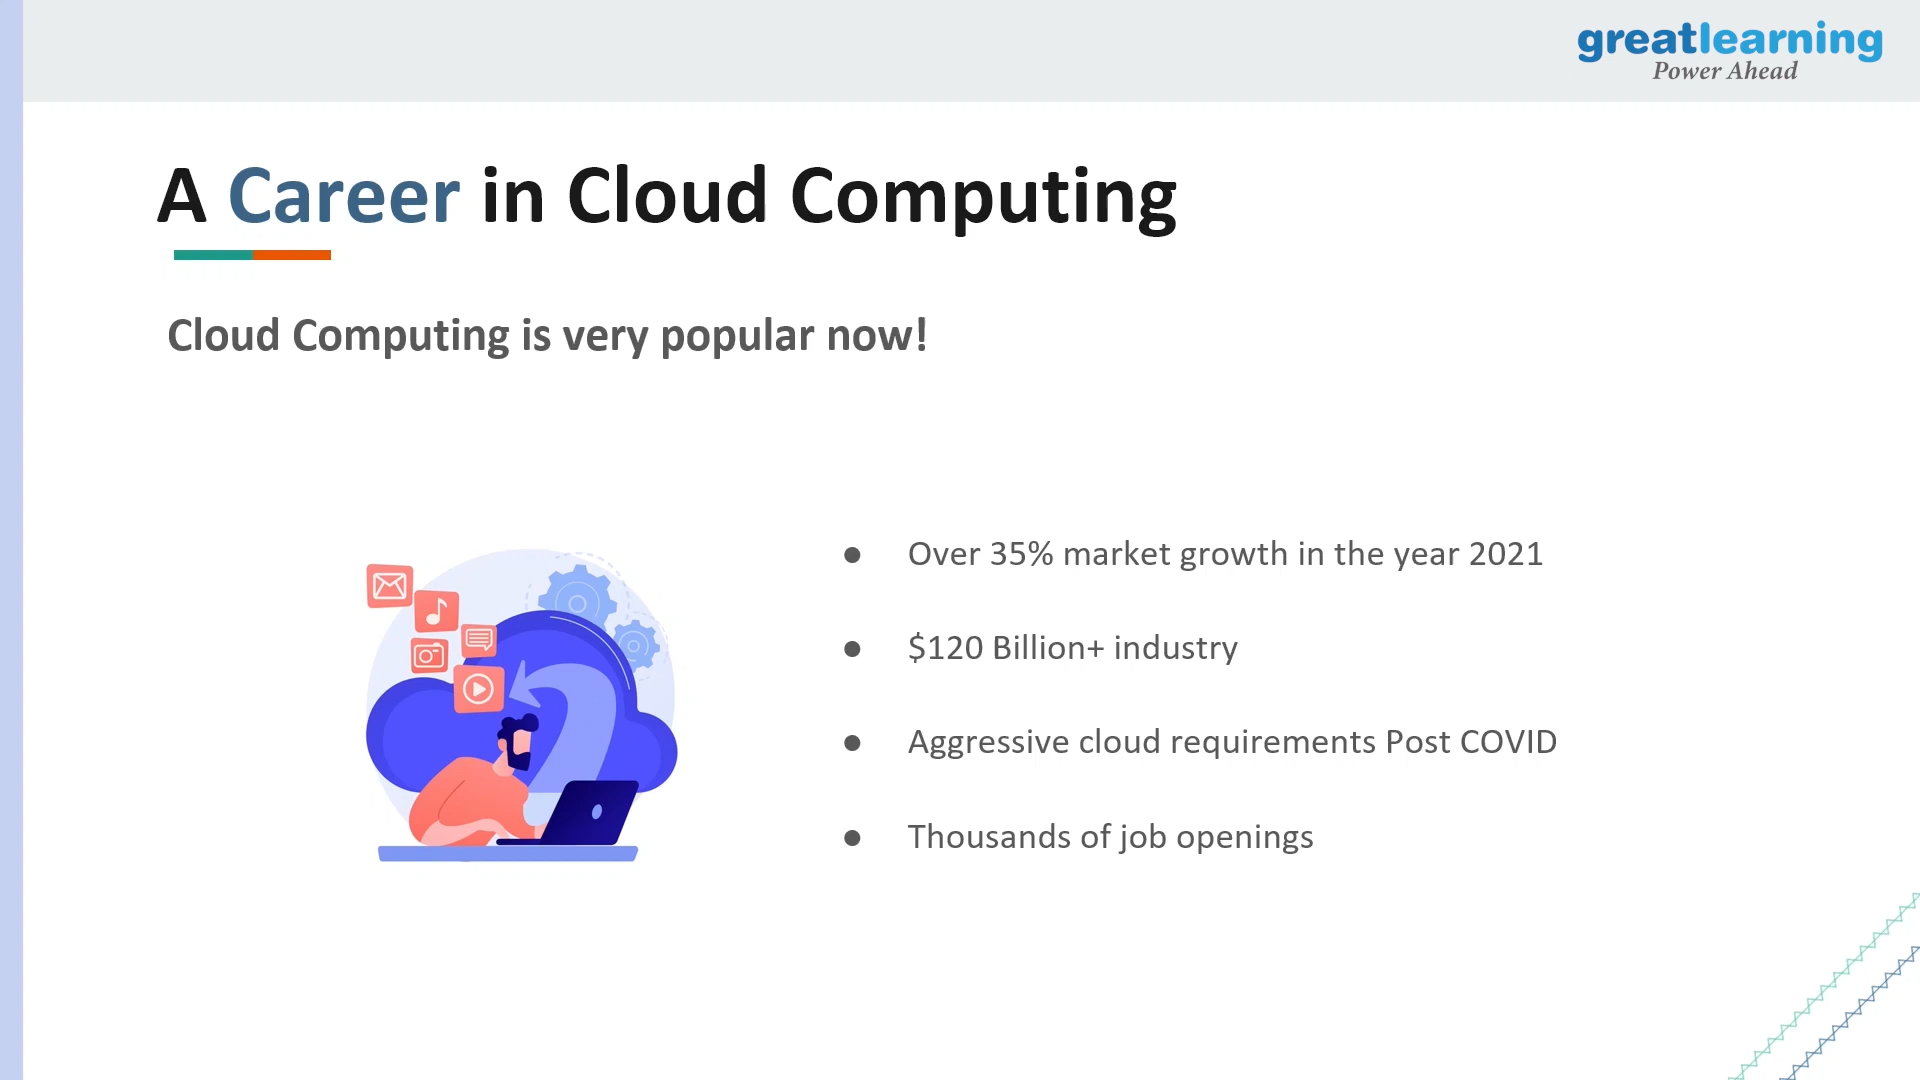 greatlearning
Power Ahead
A Career in Cloud Computing
Cloud Computing is very popular now!
● Over 35% market growth in the year 2021
● $120 Billion+ industry
● Aggressive cloud requirements Post COVID
● Thousands of job openings